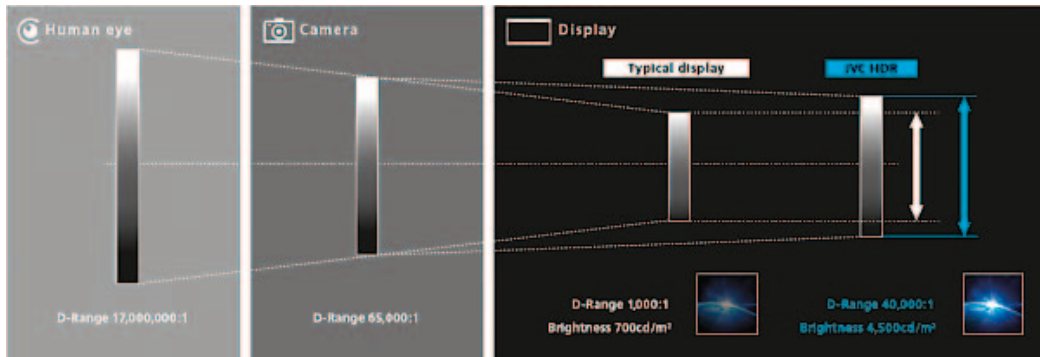 Human eye
Camera
Display
Typical display
JVC HDR
D-Range 17,000,000:1
D-Range 65,000:1
D-Range 1,000:1
Brightness 700cd/m²
D-Range 40,000:1
Brightness 4,500cd/m²